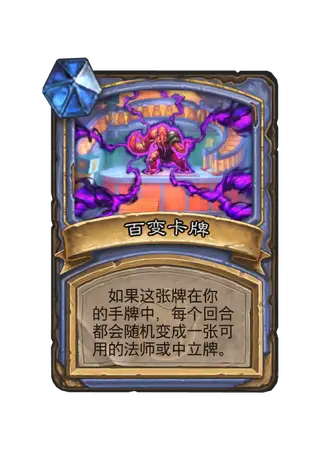 百变卡牌
如果这张牌在你
的手牌中，每个回合
都会随机变成一张可
用的法师或中立牌。